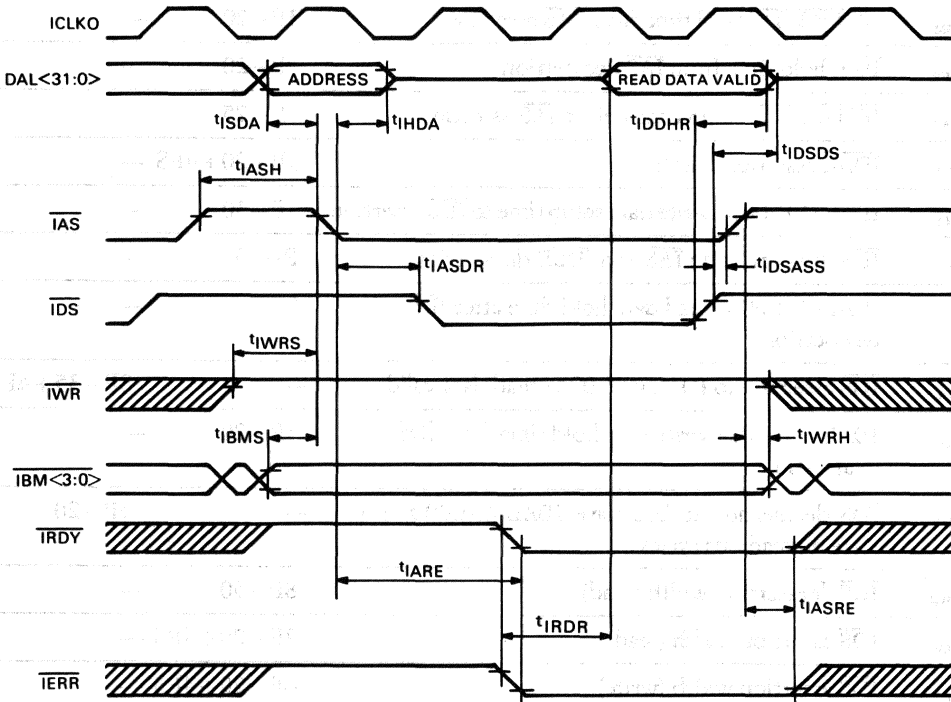 ICLKO
DAL<31:0>
ADDRESS
READ DATA VALID
tISDA
tIHDA
tIDDHR
tIDSDS
tIASH
IAS
tIDSASS
tIASDR
IDS
tIWRS
IWR
tIBMS
tIWRH
IBM<3:0>
IRDY
tIARE
tIASRE
tIRDR
IERR